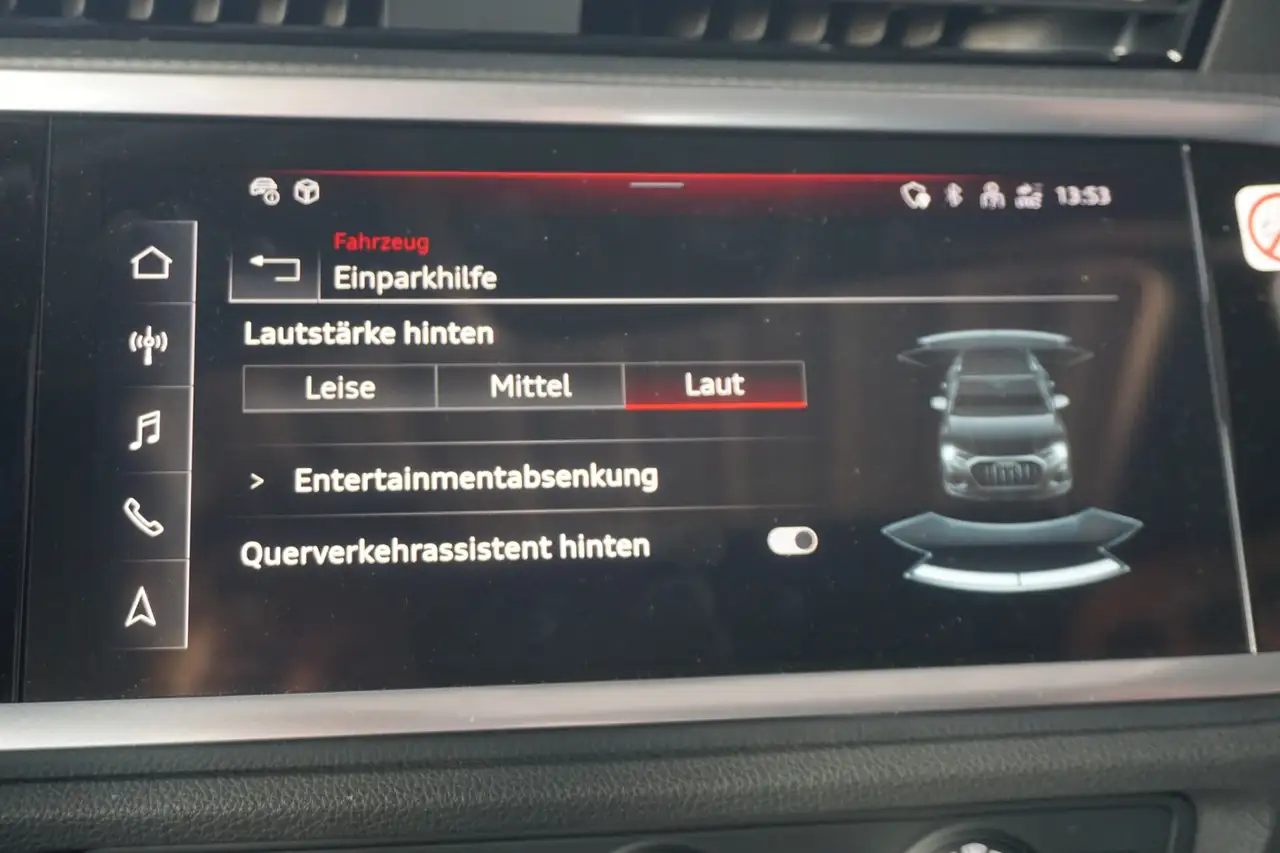 13:53
Fahrzeug
Einparkhilfe
Lautstärke hinten
Leise Mittel Laut
> Entertainmentabsenkung
Querverkehrassistent hinten